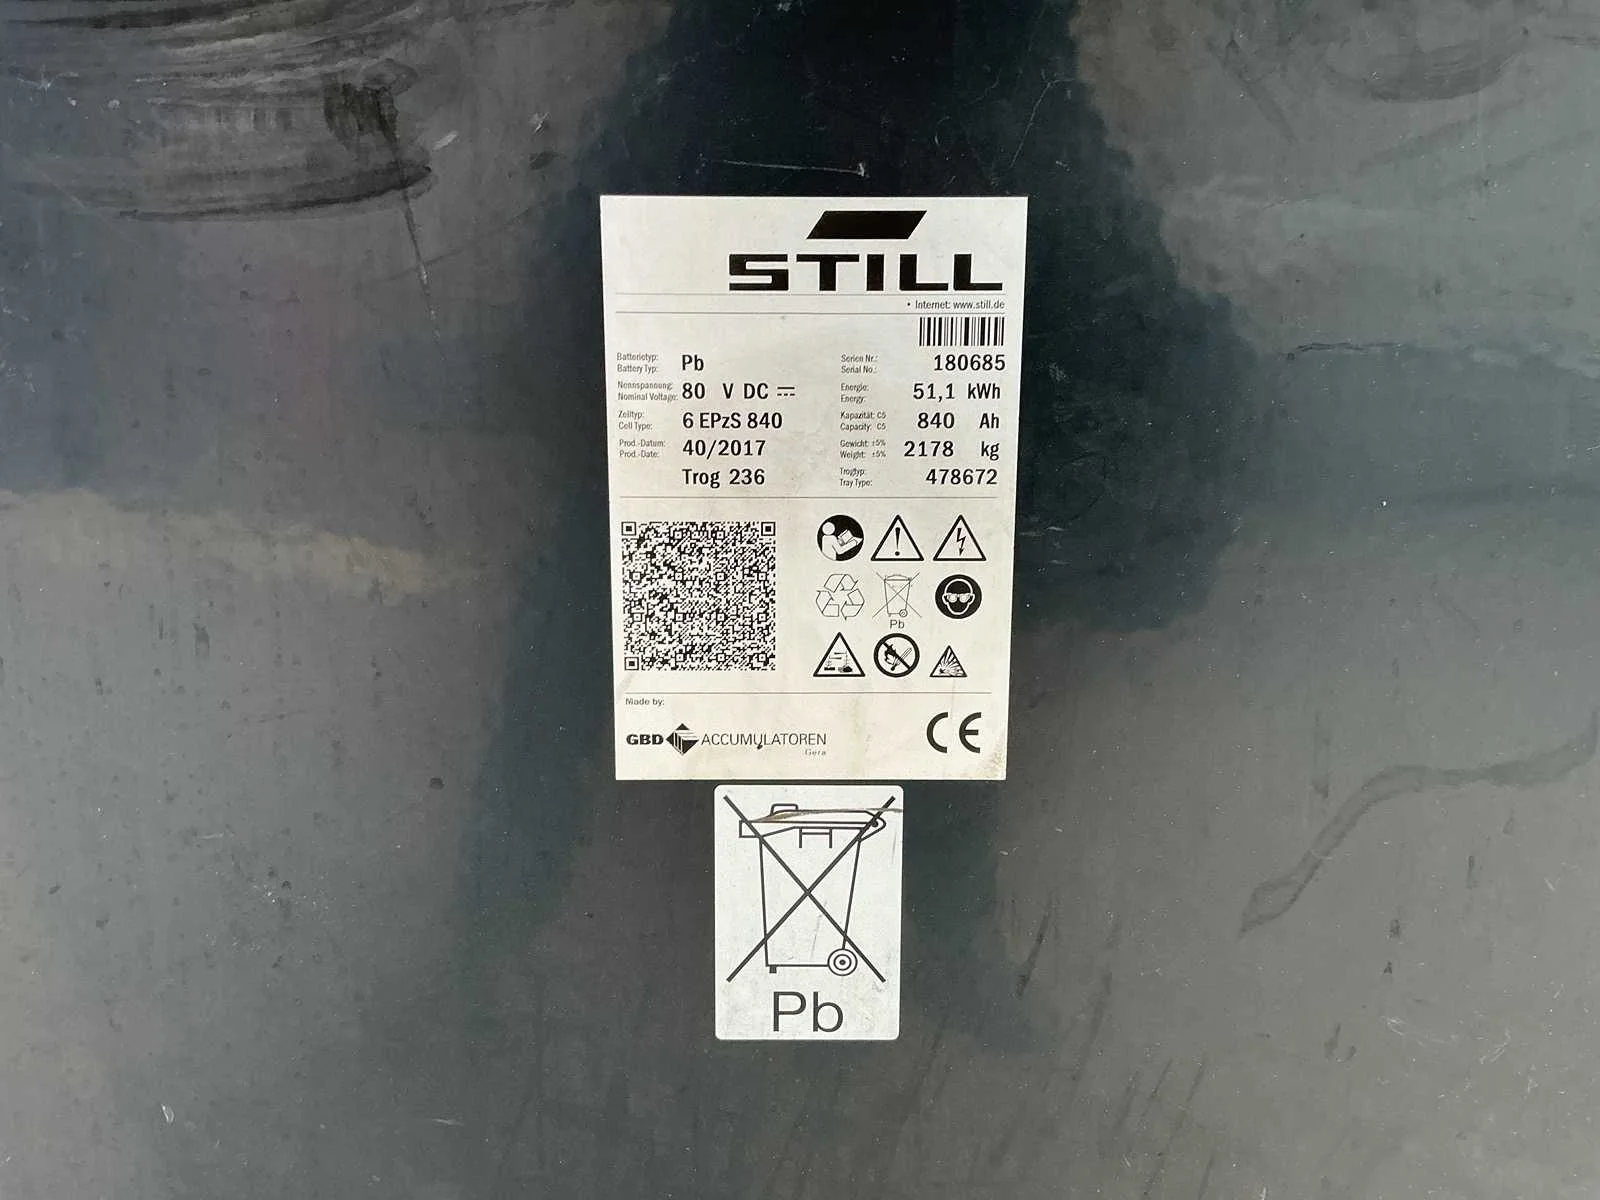 STILL
• Internet: www.still.de
Batterietyp: Pb Serien Nr.: 180685
Battery Typ: Serial No.:
Nennspannung: 80 V DC Energie: 51,1 kWh
Nominal Voltage: Energy:
Zelltyp: 6 EPzS 840 Kapazität: C5 840 Ah
Cell Type: Capacity: C5
Prod.-Datum: 40/2017 Gewicht: ±5% 2178 kg
Prod.-Date: Weight: ±5%
Trog 236 Trogtyp: 478672
Tray Type:
Pb
Made by:
GBD ACCUMULATOREN
Gera
CE
Pb